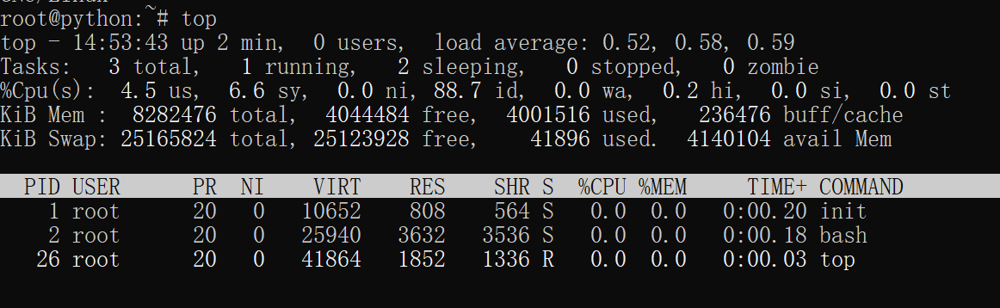 root@python:~# top
top - 14:53:43 up 2 min,  0 users,  load average: 0.52, 0.58, 0.59
Tasks:   3 total,   1 running,   2 sleeping,   0 stopped,   0 zombie
%Cpu(s):  4.5 us,  6.6 sy,  0.0 ni, 88.7 id,  0.0 wa,  0.2 hi,  0.0 si,  0.0 st
KiB Mem :  8282476 total,  4044484 free,  4001516 used,   236476 buff/cache
KiB Swap: 25165824 total, 25123928 free,    41896 used.  4140104 avail Mem
  PID USER      PR  NI    VIRT    RES    SHR S  %CPU %MEM     TIME+ COMMAND
    1 root      20   0   10652    808    564 S   0.0  0.0   0:00.20 init
    2 root      20   0   25940   3632   3536 S   0.0  0.0   0:00.18 bash
   26 root      20   0   41864   1852   1336 R   0.0  0.0   0:00.03 top